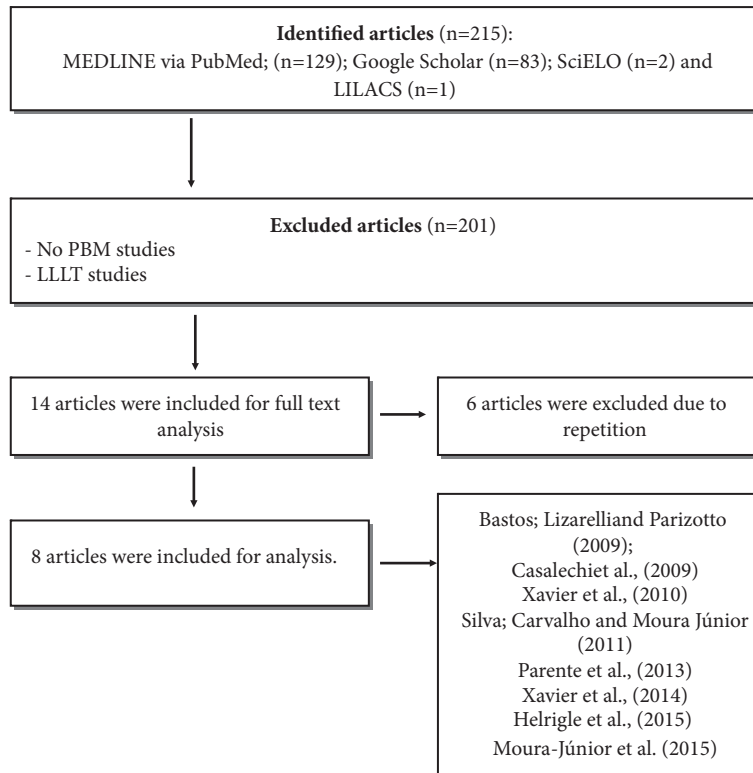 Identified articles (n=215):
MEDLINE via PubMed; (n=129); Google Scholar (n=83); SciELO (n=2) and
LILACS (n=1)
Excluded articles (n=201)
- No PBM studies
- LLLT studies
14 articles were included for full text
analysis
6 articles were excluded due to
repetition
8 articles were included for analysis.
Bastos; Lizarelliand Parizotto
(2009);
Casalechiet al., (2009)
Xavier et al., (2010)
Silva; Carvalho and Moura Júnior
(2011)
Parente et al., (2013)
Xavier et al., (2014)
Helrigle et al., (2015)
Moura-Júnior et al. (2015)